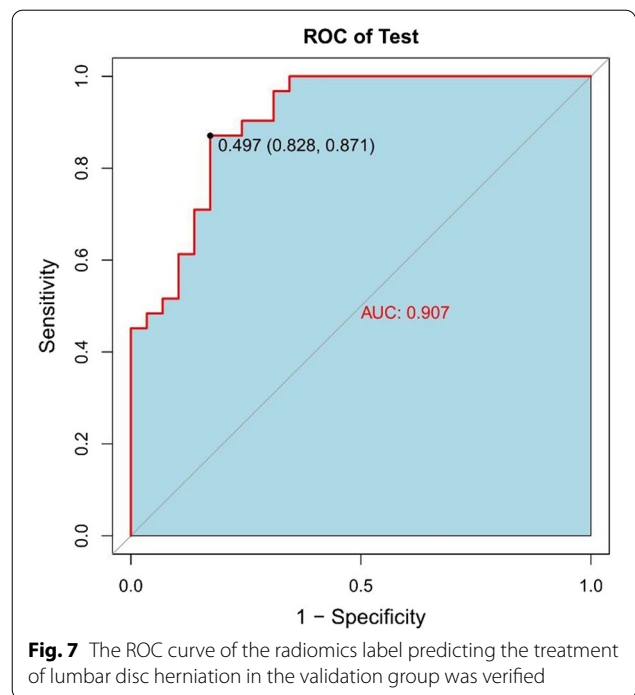 ROC of Test
1.0
0.8
0.6
0.4
0.2
0.0
Sensitivity
0.497 (0.828, 0.871)
AUC: 0.907
0.0 0.5 1.0
1 − Specificity
Fig. 7 The ROC curve of the radiomics label predicting the treatment
of lumbar disc herniation in the validation group was verified